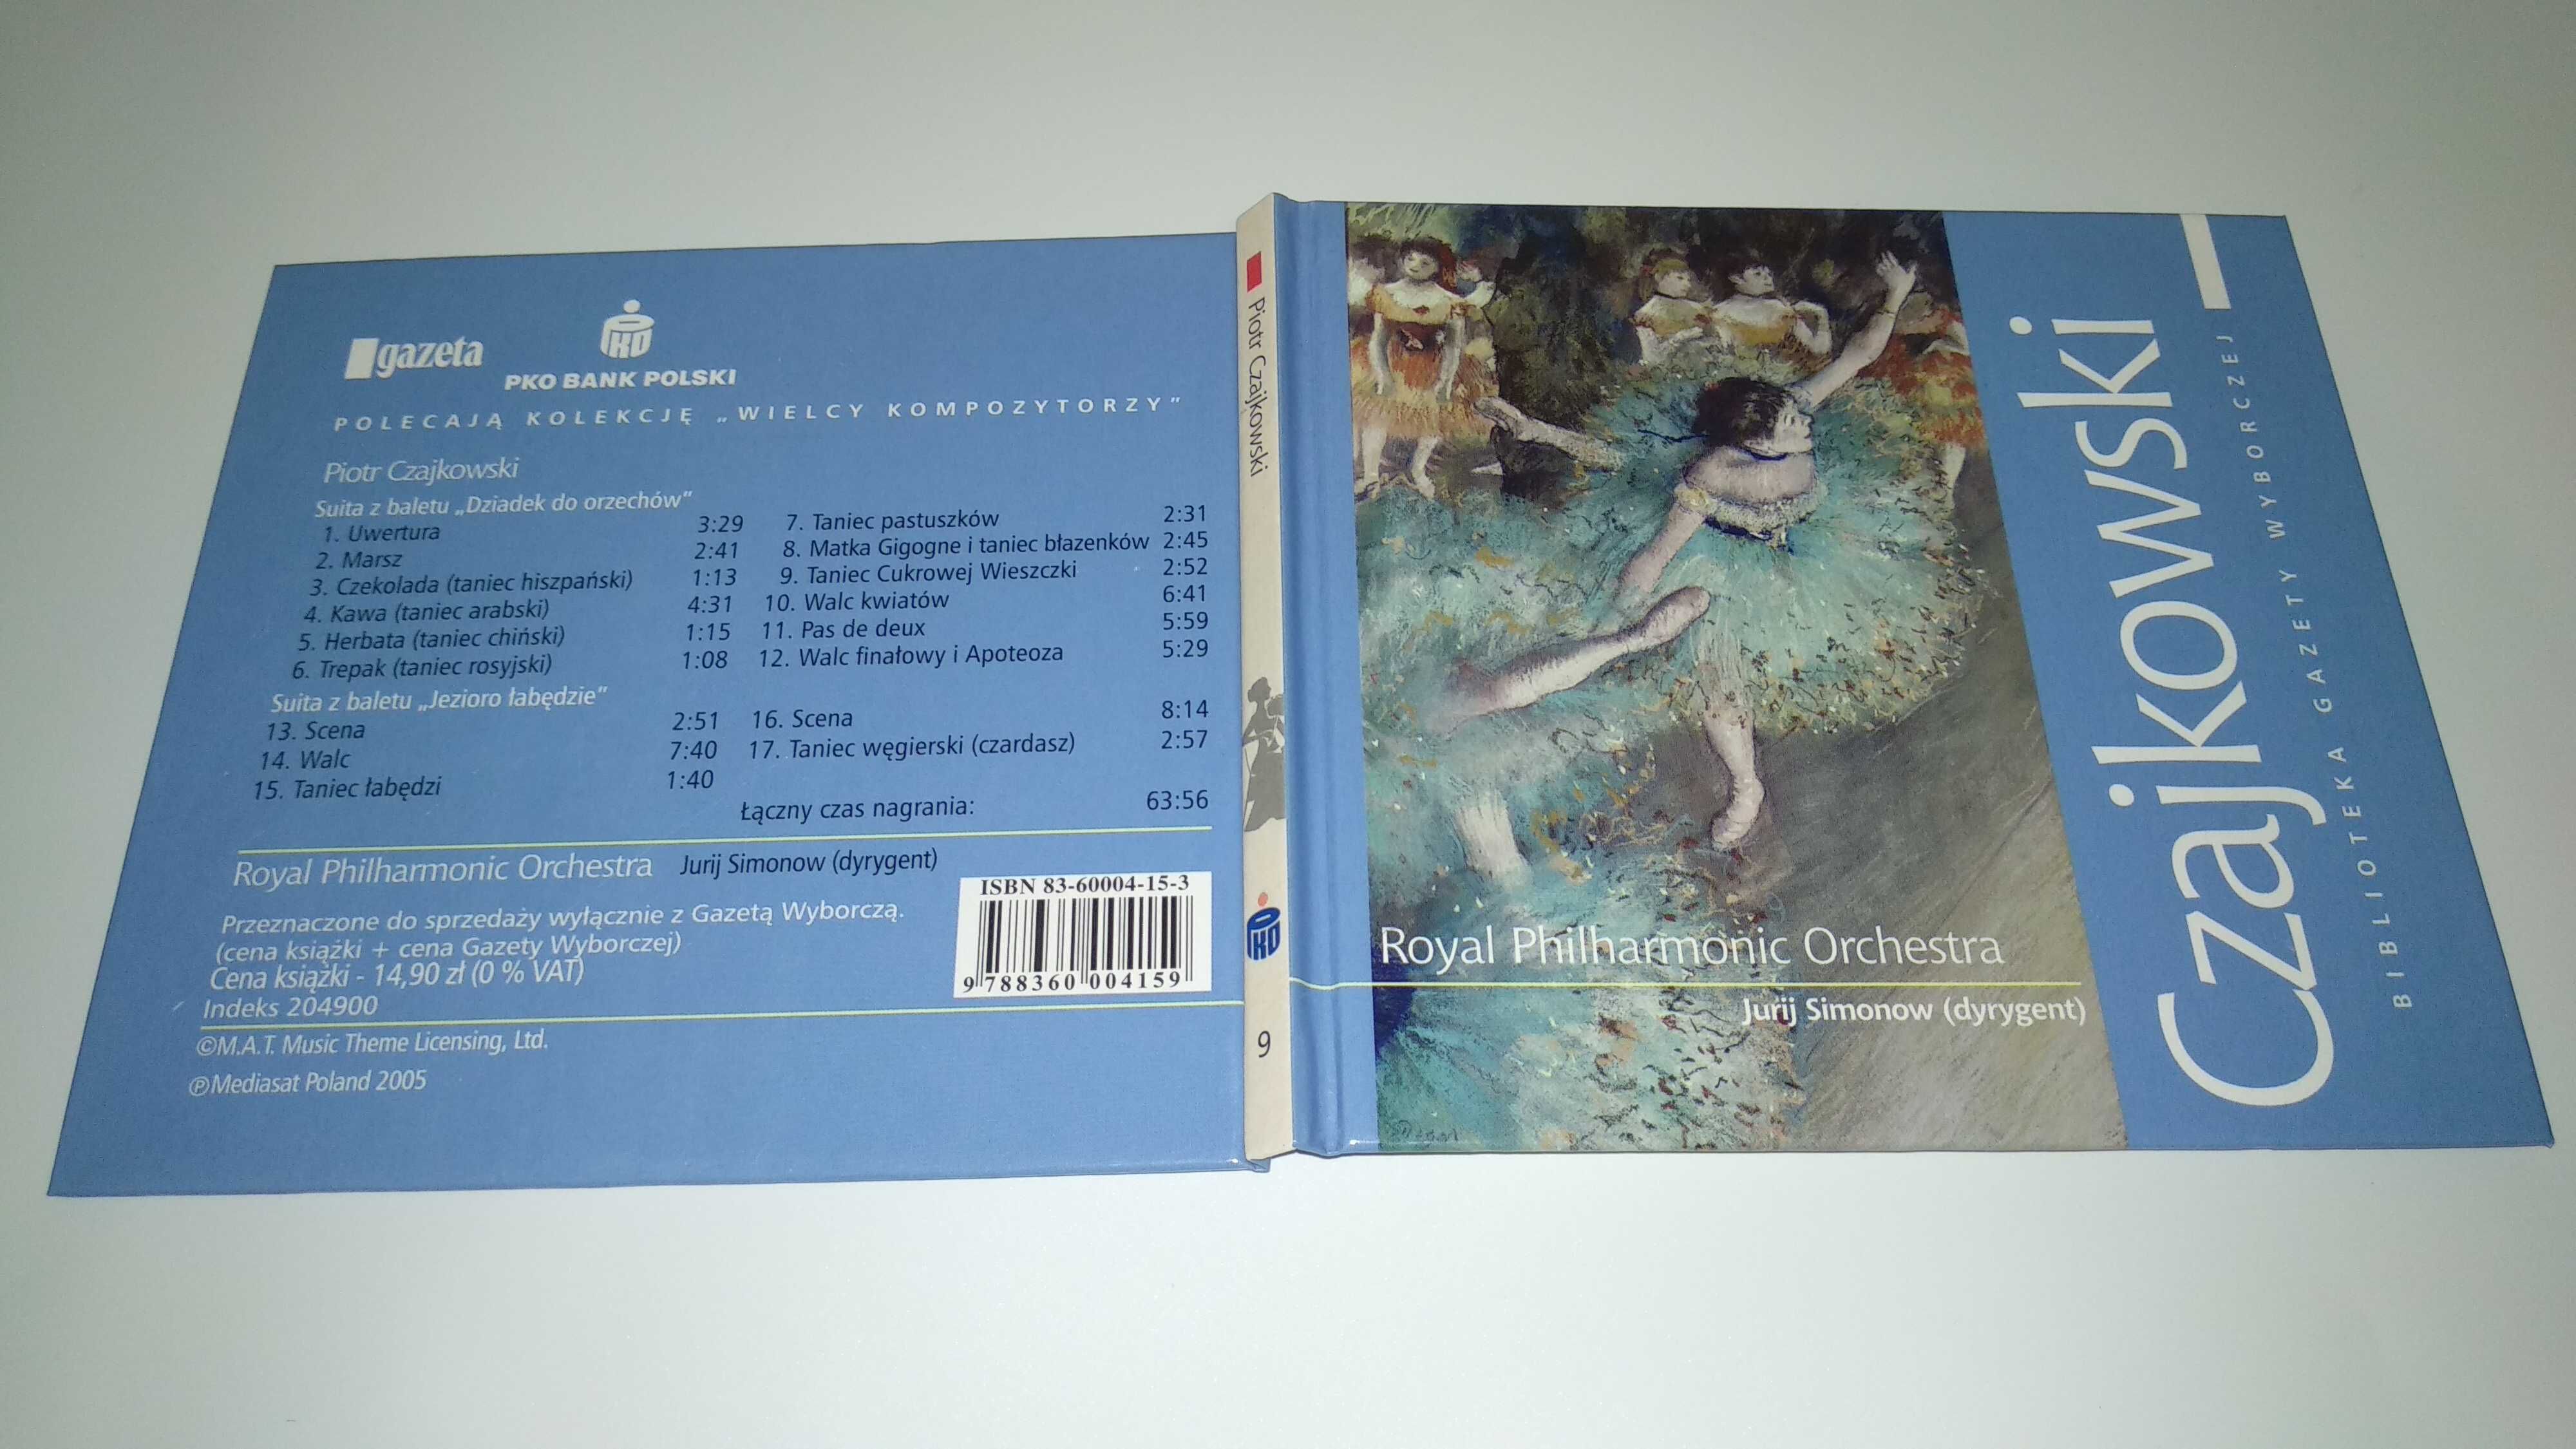 gazeta
PKO BANK POLSKI
POLECAJĄ KOLEKCJĘ „WIELCY KOMPOZYTORZY”
Piotr Czajkowski
Suita z baletu „Dziadek do orzechów”
1. Uwertura 3:29
2. Marsz 2:41
3. Czekolada (taniec hiszpański) 1:13
4. Kawa (taniec arabski) 4:31
5. Herbata (taniec chiński) 1:15
6. Trepak (taniec rosyjski) 1:08
7. Taniec pastuszków 2:31
8. Matka Gigogne i taniec błazenków 2:45
9. Taniec Cukrowej Wieszczki 2:52
10. Walc kwiatów 6:41
11. Pas de deux 5:59
12. Walc finałowy i Apoteoza 5:29
Suita z baletu „Jezioro łabędzie”
13. Scena 2:51
14. Walc 7:40
15. Taniec łabędzi 1:40
16. Scena 8:14
17. Taniec węgierski (czardasz) 2:57
Łączny czas nagrania: 63:56
Royal Philharmonic Orchestra Jurij Simonow (dyrygent)
Przeznaczone do sprzedaży wyłącznie z Gazetą Wyborczą.
(cena książki + cena Gazety Wyborczej)
Cena książki - 14,90 zł (0 % VAT)
Indeks 204900
ISBN 83-60004-15-3
9 788360 004159
©M.A.T. Music Theme Licensing, Ltd.
℗Mediasat Poland 2005
Piotr Czajkowski
PKO
9
Royal Philharmonic Orchestra
Jurij Simonow (dyrygent)
Degas
Czajkowski
BIBLIOTEKA GAZETY WYBORCZEJ